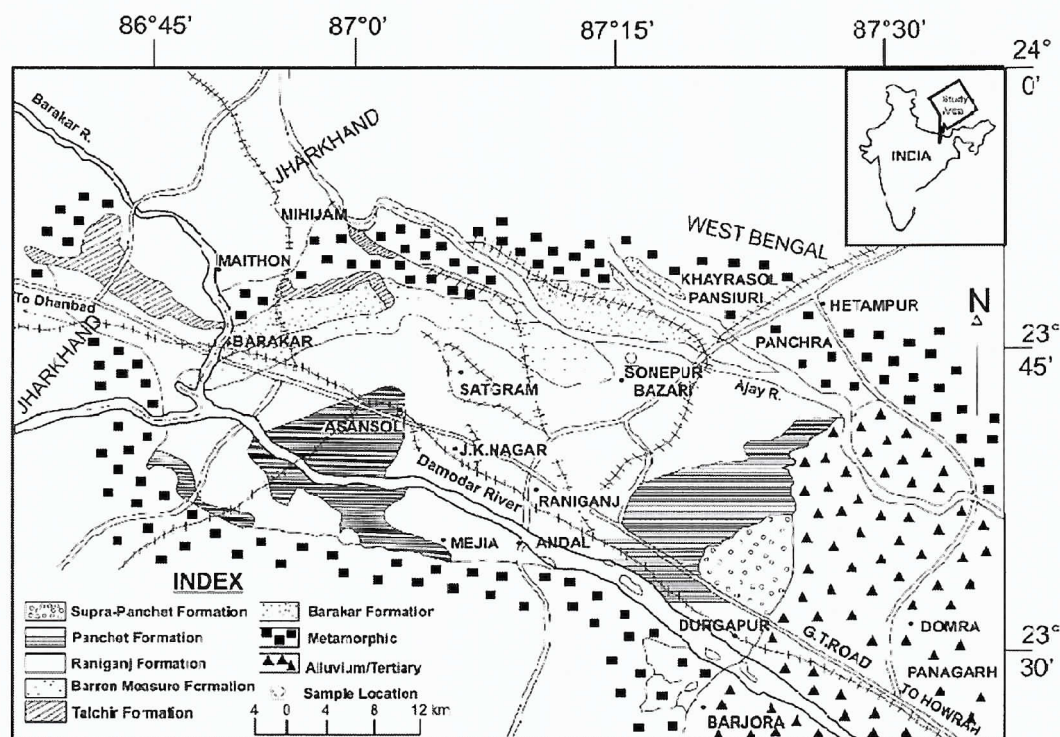 86°45'
87°0'
87°15'
87°30'
24°
0'
Study
Area
INDIA
Barakar R.
JHARKHAND
MIHIJAM
WEST BENGAL
MAITHON
KHAYRASOL
PANSIURI
HETAMPUR
To Dhanbad
N
JHARKHAND
BARAKAR
PANCHRA
23°
45'
SONEPUR
BAZARI
SATGRAM
Ajay R.
ASANSOL
J.K.NAGAR
Damodar River
RANIGANJ
MEJIA
ANDAL
INDEX
Supra-Panchet Formation
Barakar Formation
Panchet Formation
Metamorphic
Raniganj Formation
Alluvium/Tertiary
Barren Measure Formation
Sample Location
Talchir Formation
4 0 4 8 12 km
DURGAPUR
G.T.ROAD
DOMRA
23°
30'
PANAGARH
TO HOWRAH
BARJORA